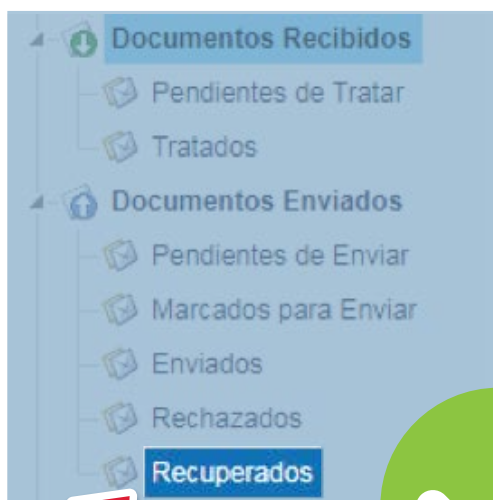 Documentos Recibidos
Pendientes de Tratar
Tratados
Documentos Enviados
Pendientes de Enviar
Marcados para Enviar
Enviados
Rechazados
Recuperados